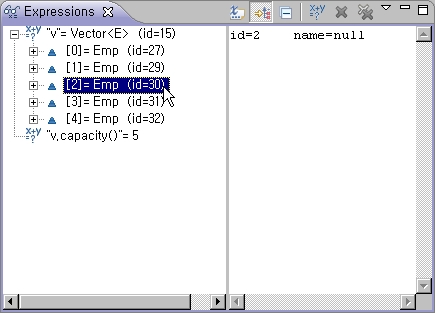 Expressions
"v"= Vector<E> (id=15)
[0]= Emp (id=27)
[1]= Emp (id=29)
[2]= Emp (id=30)
[3]= Emp (id=31)
[4]= Emp (id=32)
"v.capacity()"= 5
id=2 name=null